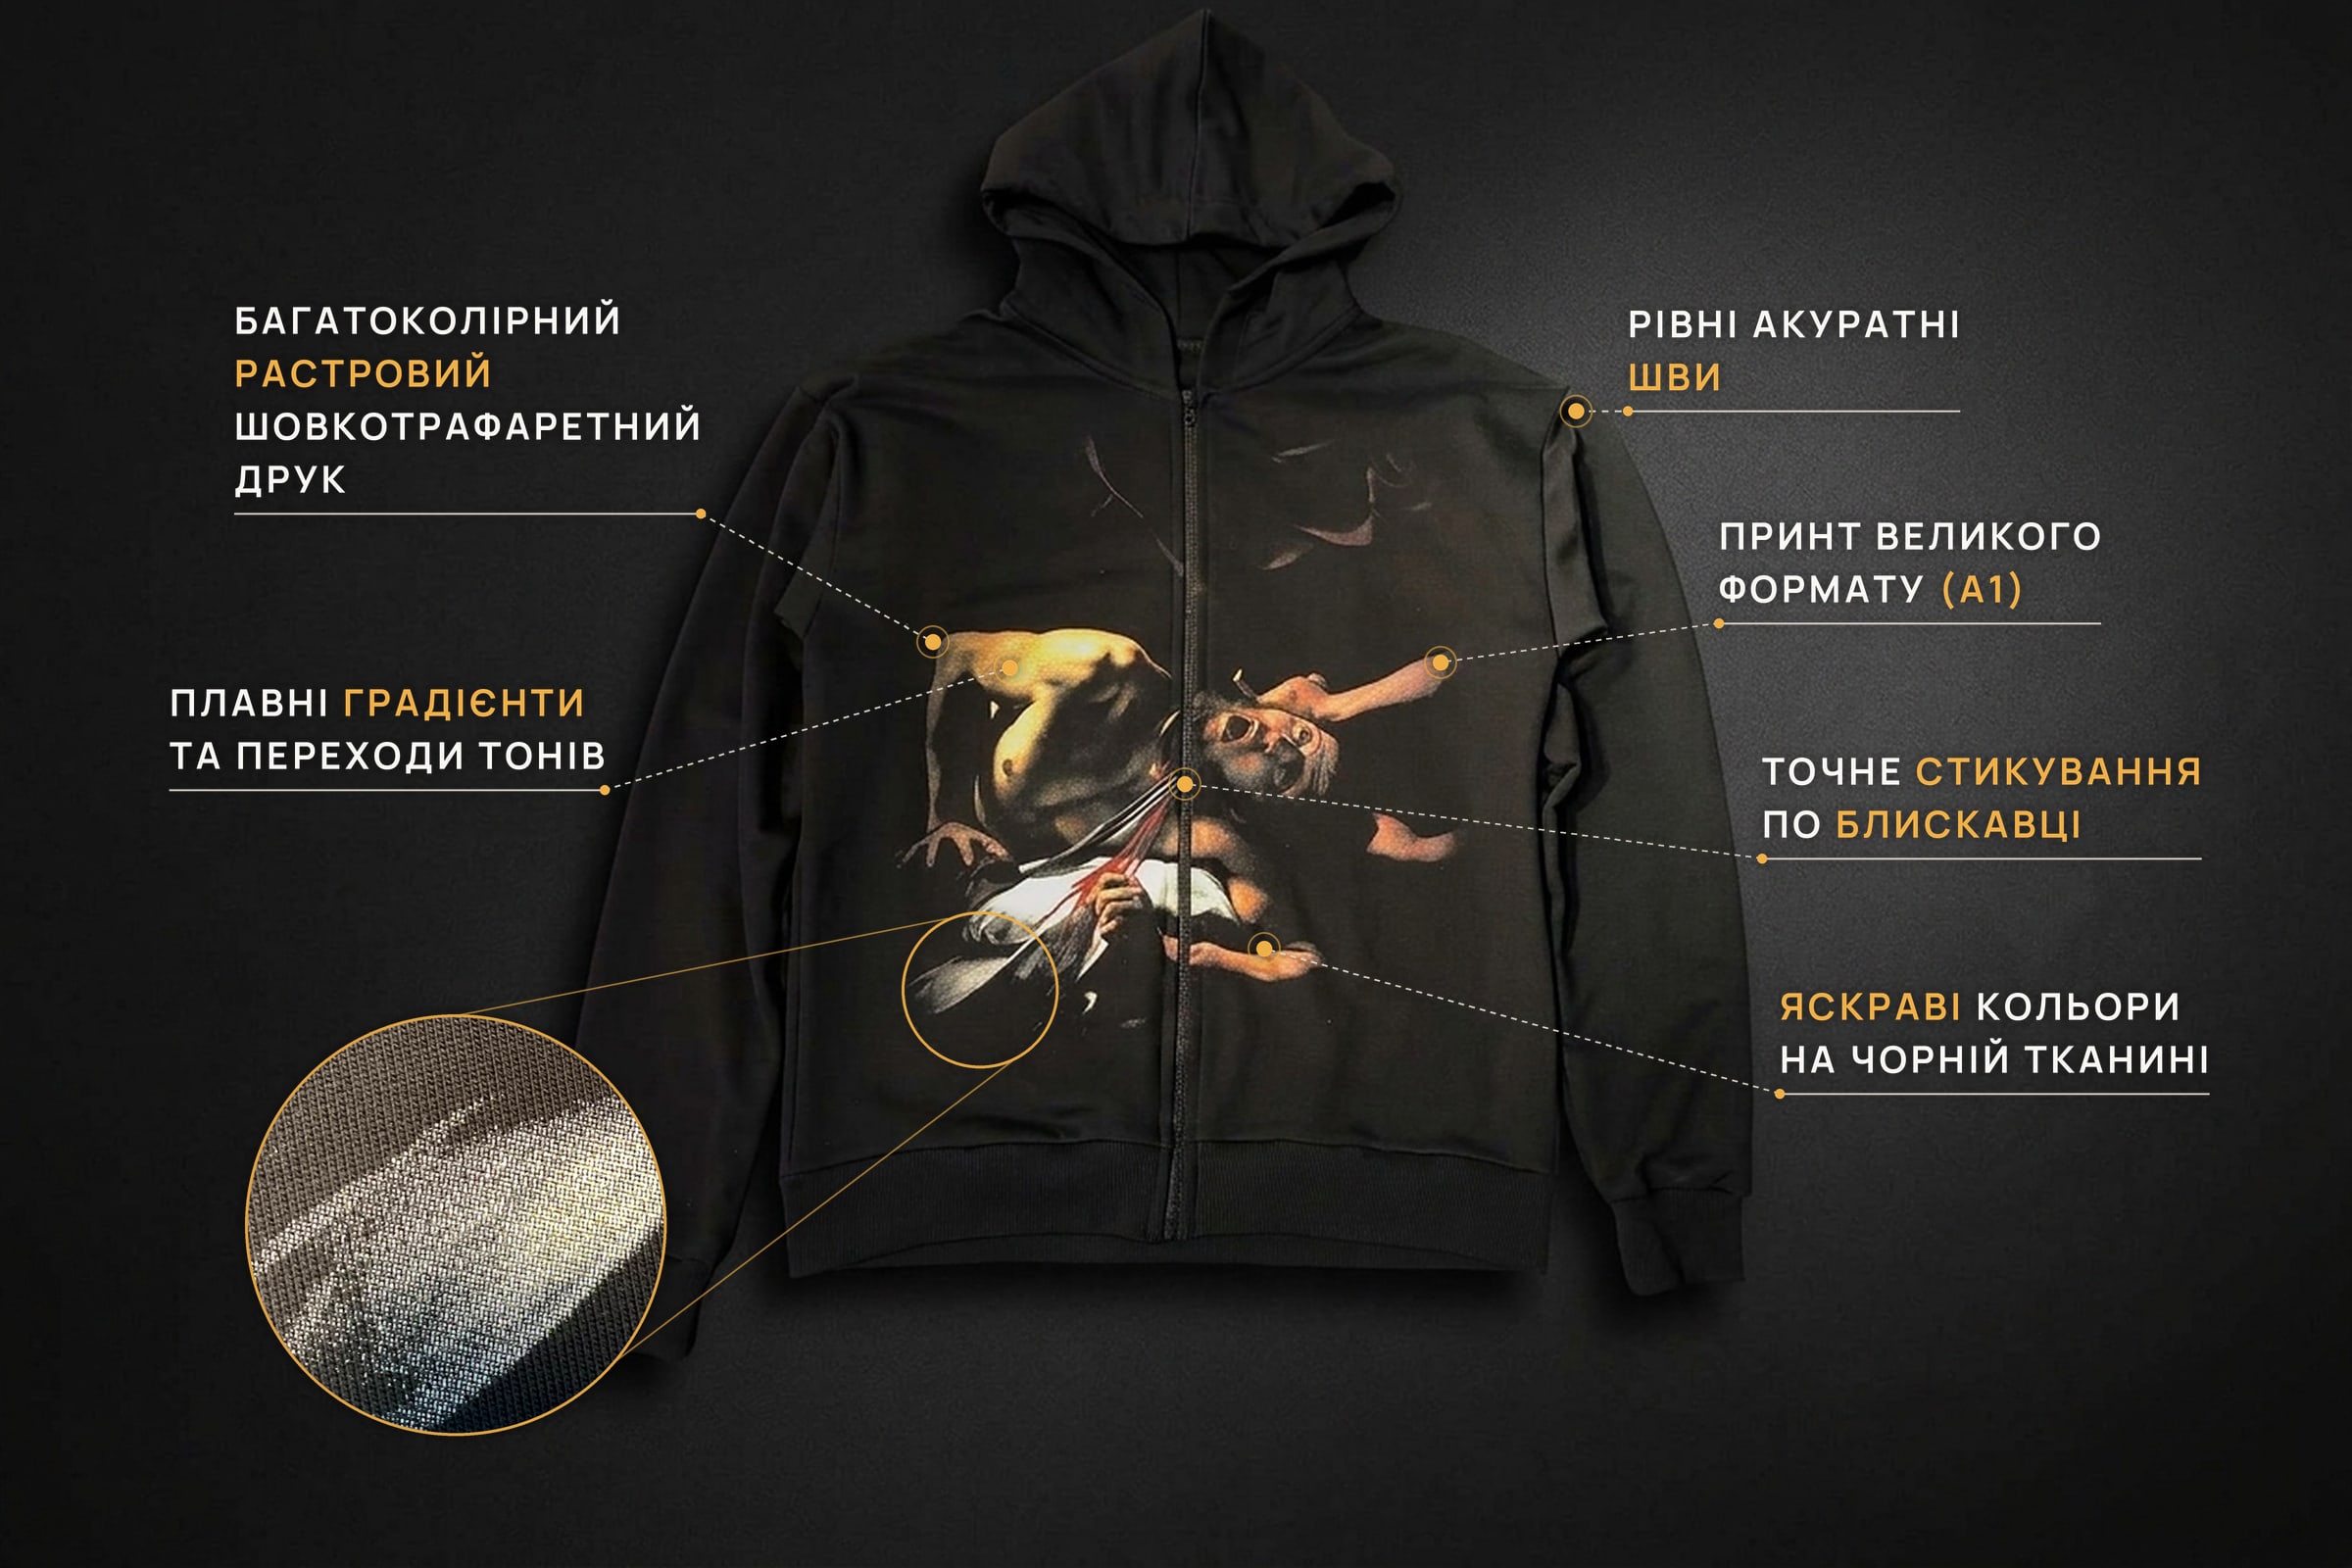 БАГАТОКОЛІРНИЙ
РАСТРОВИЙ
ШОВКОТРАФАРЕТНИЙ
ДРУК
ПЛАВНІ ГРАДІЄНТИ
ТА ПЕРЕХОДИ ТОНІВ
РІВНІ АКУРАТНІ
ШВИ
ПРИНТ ВЕЛИКОГО
ФОРМАТУ (А1)
ТОЧНЕ СТИКУВАННЯ
ПО БЛИСКАВЦІ
ЯСКРАВІ КОЛЬОРИ
НА ЧОРНІЙ ТКАНИНІ